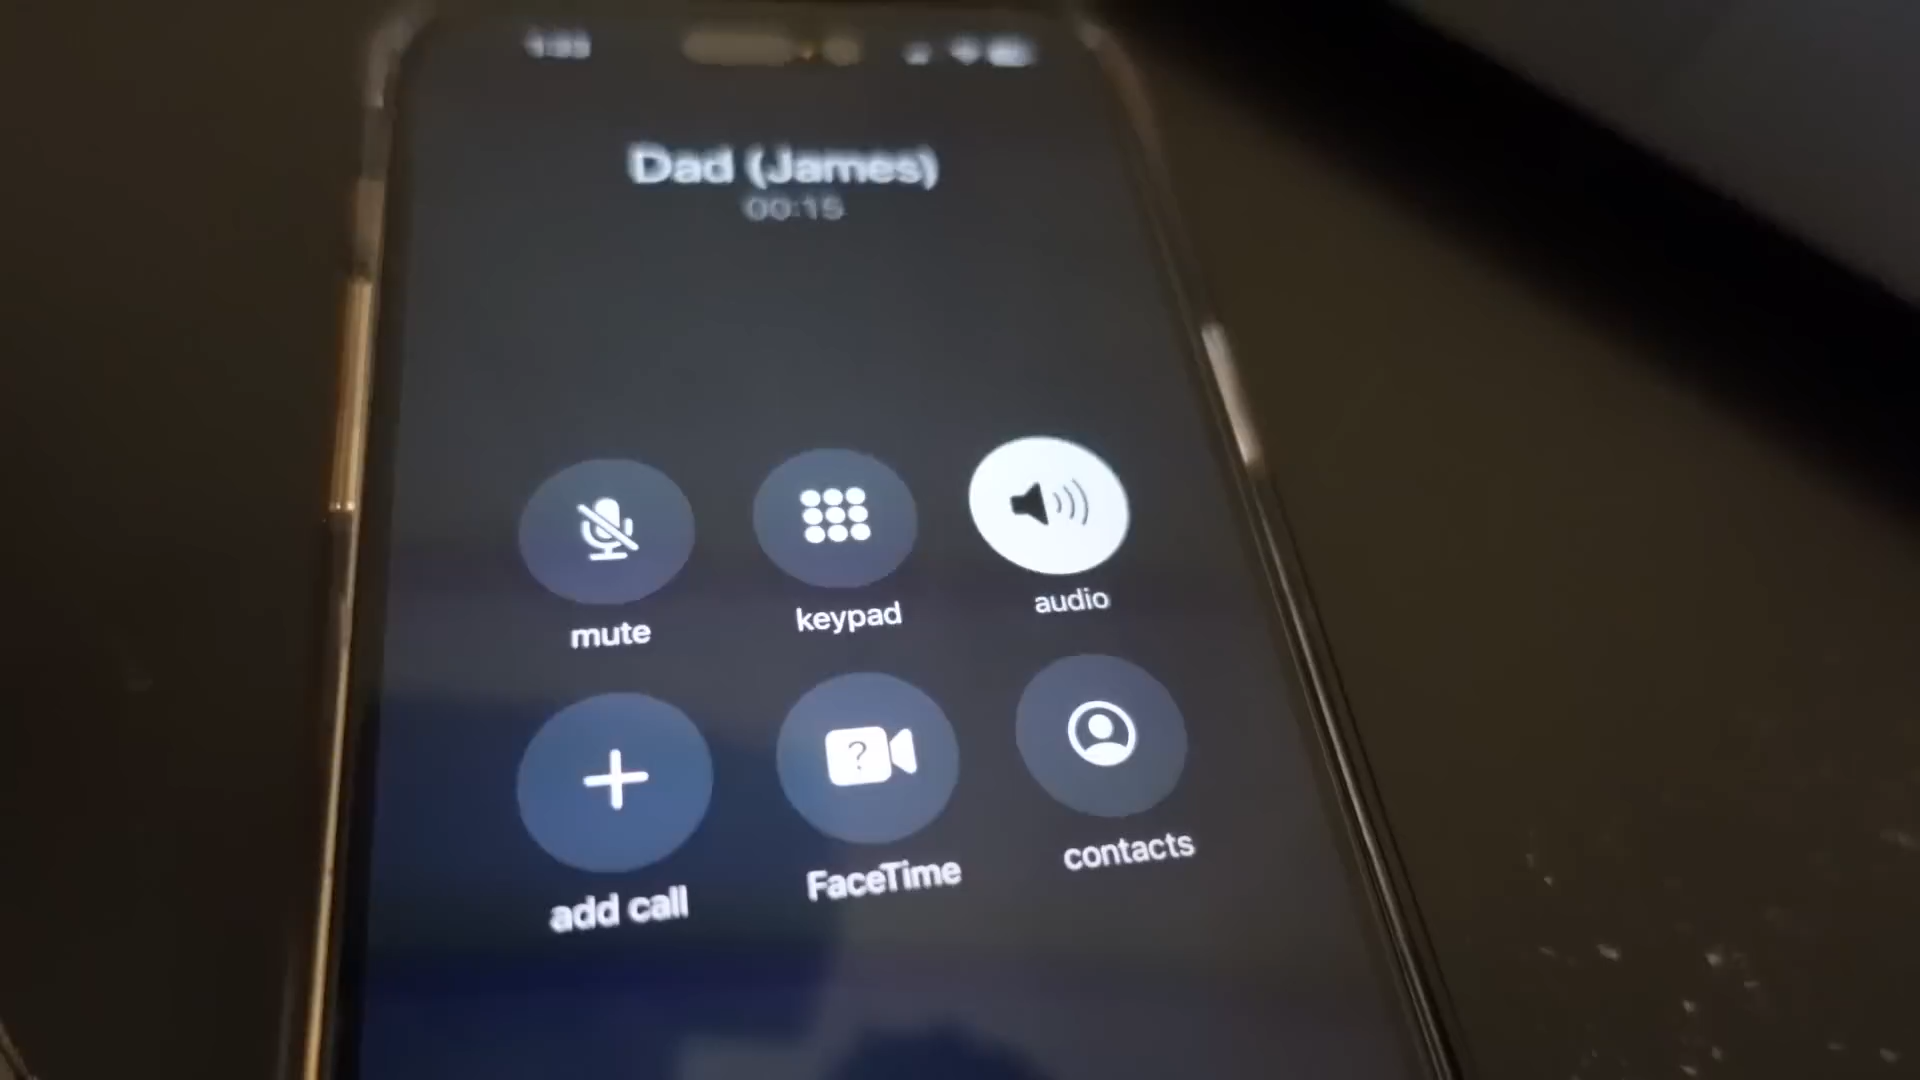 Dad (James)
00:15
mute
keypad
audio
?
add call
FaceTime
contacts